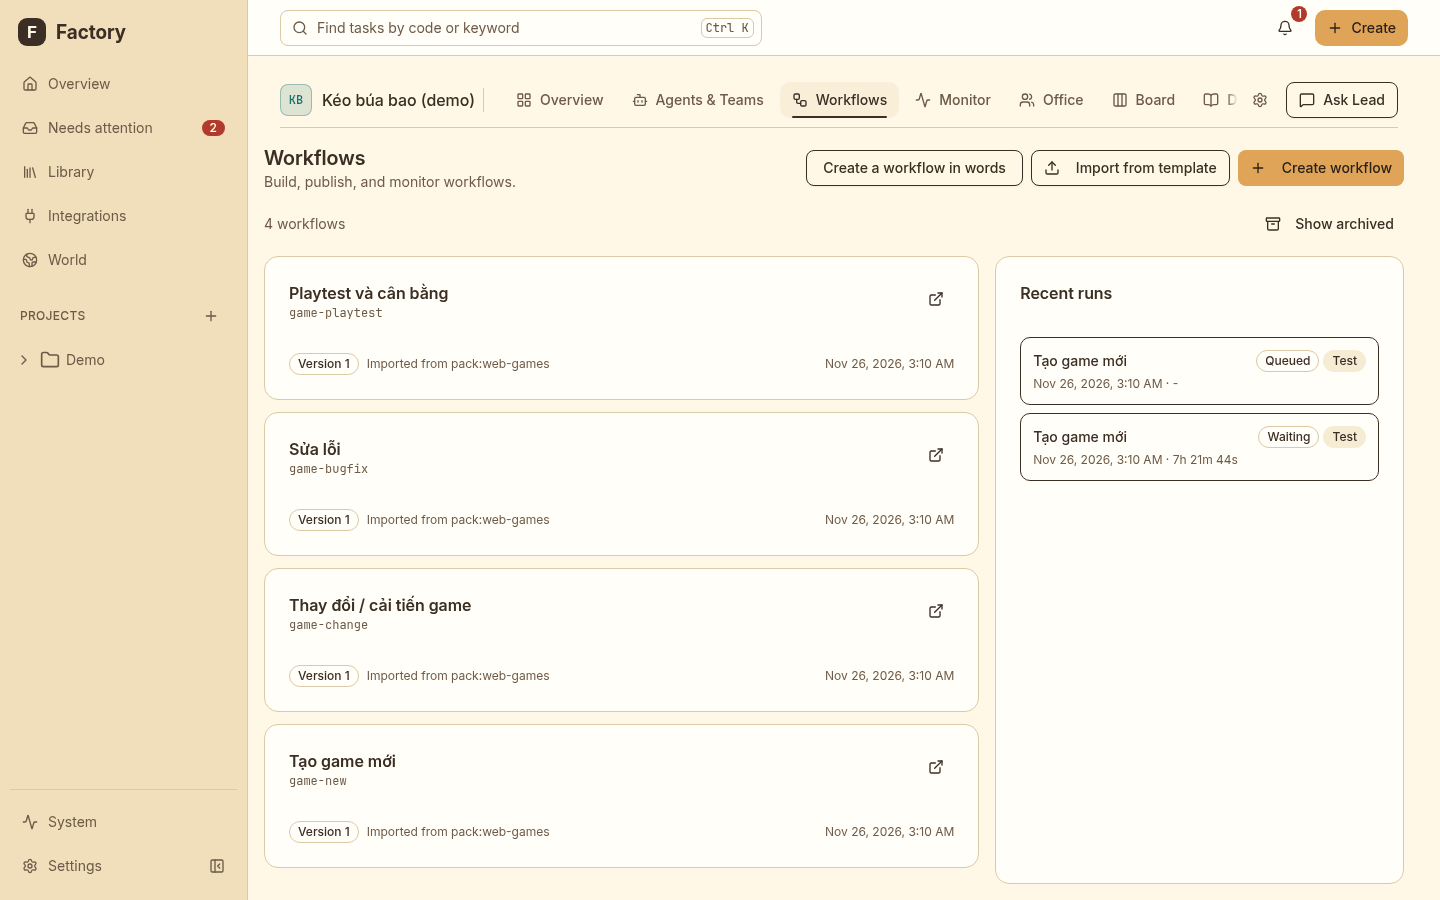 F Factory
Find tasks by code or keyword
Ctrl K
1
Create
Overview
Needs attention
2
Library
Integrations
World
PROJECTS
Demo
System
Settings
KB
Kéo búa bao (demo)
Overview
Agents & Teams
Workflows
Monitor
Office
Board
D
Ask Lead
Workflows
Build, publish, and monitor workflows.
Create a workflow in words
Import from template
Create workflow
4 workflows
Show archived
Playtest và cân bằng
game-playtest
Version 1 Imported from pack:web-games Nov 26, 2026, 3:10 AM
Sửa lỗi
game-bugfix
Version 1 Imported from pack:web-games Nov 26, 2026, 3:10 AM
Thay đổi / cải tiến game
game-change
Version 1 Imported from pack:web-games Nov 26, 2026, 3:10 AM
Tạo game mới
game-new
Version 1 Imported from pack:web-games Nov 26, 2026, 3:10 AM
Recent runs
Tạo game mới Queued Test
Nov 26, 2026, 3:10 AM · -
Tạo game mới Waiting Test
Nov 26, 2026, 3:10 AM · 7h 21m 44s